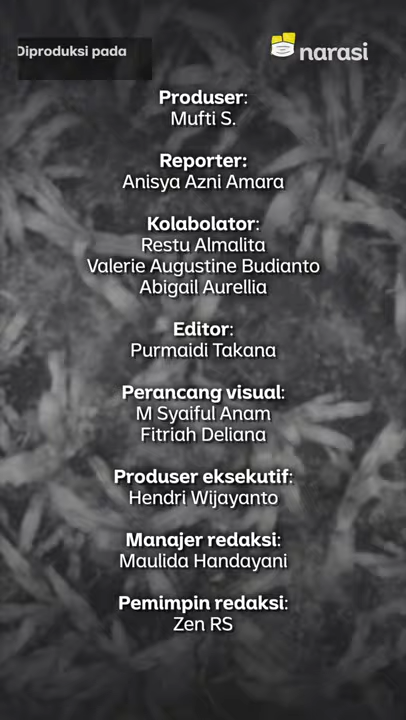 Diproduksi pada
narasi
Produser:
Mufti S.
Reporter:
Anisya Azni Amara
Kolabolator:
Restu Almalita
Valerie Augustine Budianto
Abigail Aurellia
Editor:
Purmaidi Takana
Perancang visual:
M Syaiful Anam
Fitriah Deliana
Produser eksekutif:
Hendri Wijayanto
Manajer redaksi:
Maulida Handayani
Pemimpin redaksi:
Zen RS